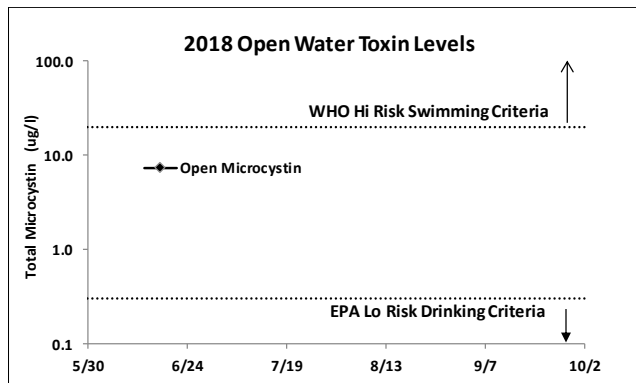 2018 Open Water Toxin Levels
Total Microcystin (ug/l)
100.0
10.0
1.0
0.1
WHO Hi Risk Swimming Criteria
Open Microcystin
EPA Lo Risk Drinking Criteria
5/30 6/24 7/19 8/13 9/7 10/2